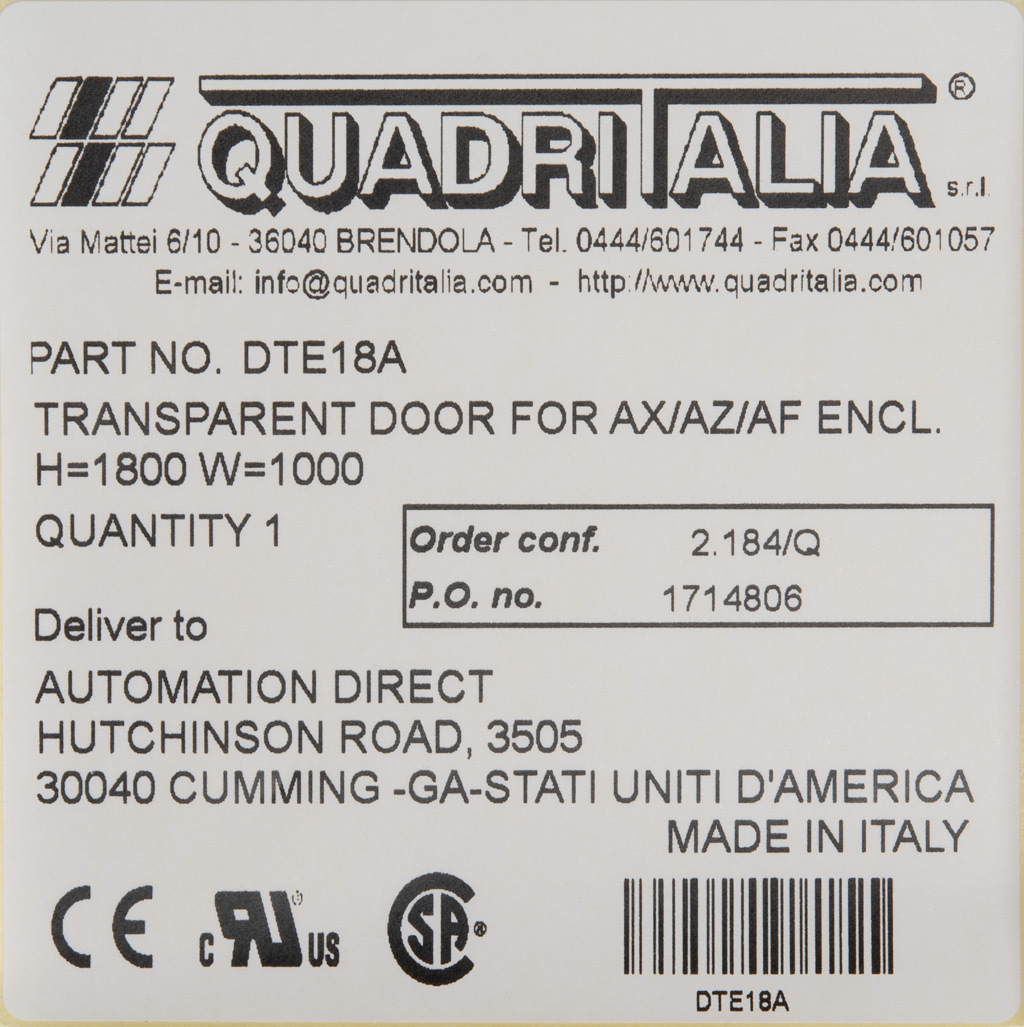 QUADRITALIA ® s.r.l.
Via Mattei 6/10 - 36040 BRENDOLA - Tel. 0444/601744 - Fax 0444/601057
E-mail: info@quadritalia.com - http://www.quadritalia.com
PART NO. DTE18A
TRANSPARENT DOOR FOR AX/AZ/AF ENCL.
H=1800 W=1000
QUANTITY 1
Order conf. 2.184/Q
P.O. no. 1714806
Deliver to
AUTOMATION DIRECT
HUTCHINSON ROAD, 3505
30040 CUMMING -GA-STATI UNITI D'AMERICA
MADE IN ITALY
CE c RU US SA ®
DTE18A